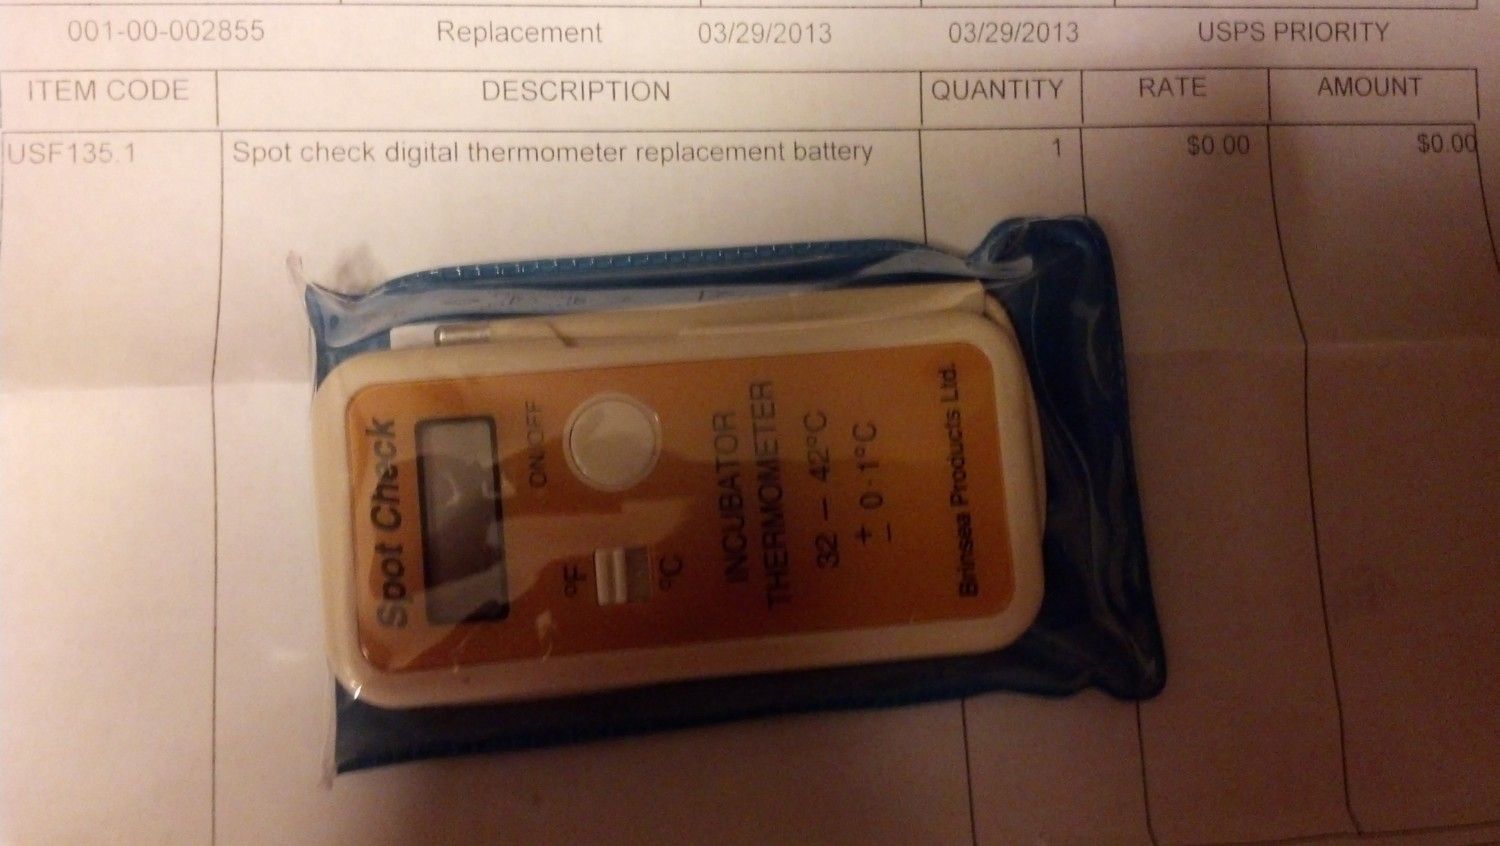 001-00-002855 Replacement 03/29/2013 03/29/2013 USPS PRIORITY
ITEM CODE DESCRIPTION QUANTITY RATE AMOUNT
USF135.1 Spot check digital thermometer replacement battery 1 $0.00 $0.00
Spot Check
ON/OFF
°F
°C
INCUBATOR
THERMOMETER
32 – 42°C
± 0·1°C
Brinsea Products Ltd.